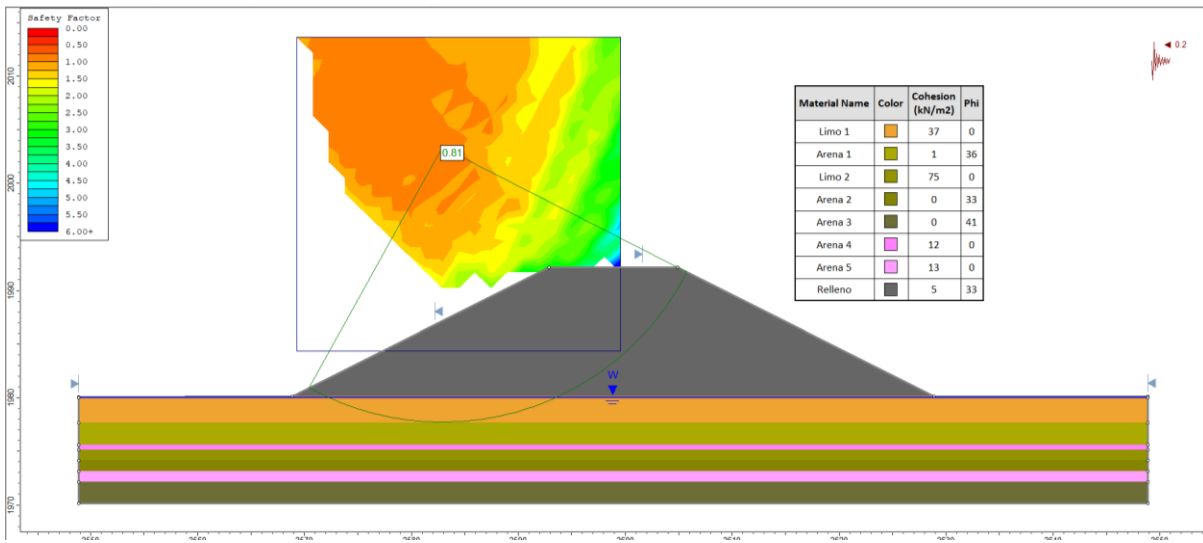 Safety Factor
0.00
0.50
1.00
1.50
2.00
2.50
3.00
3.50
4.00
4.50
5.00
5.50
6.00+
0.2
Material Name Color Cohesion (kN/m2) Phi
Limo 1 37 0
Arena 1 1 36
Limo 2 75 0
Arena 2 0 33
Arena 3 0 41
Arena 4 12 0
Arena 5 13 0
Relleno 5 33
0.81
W
2010
2000
1990
1980
1970